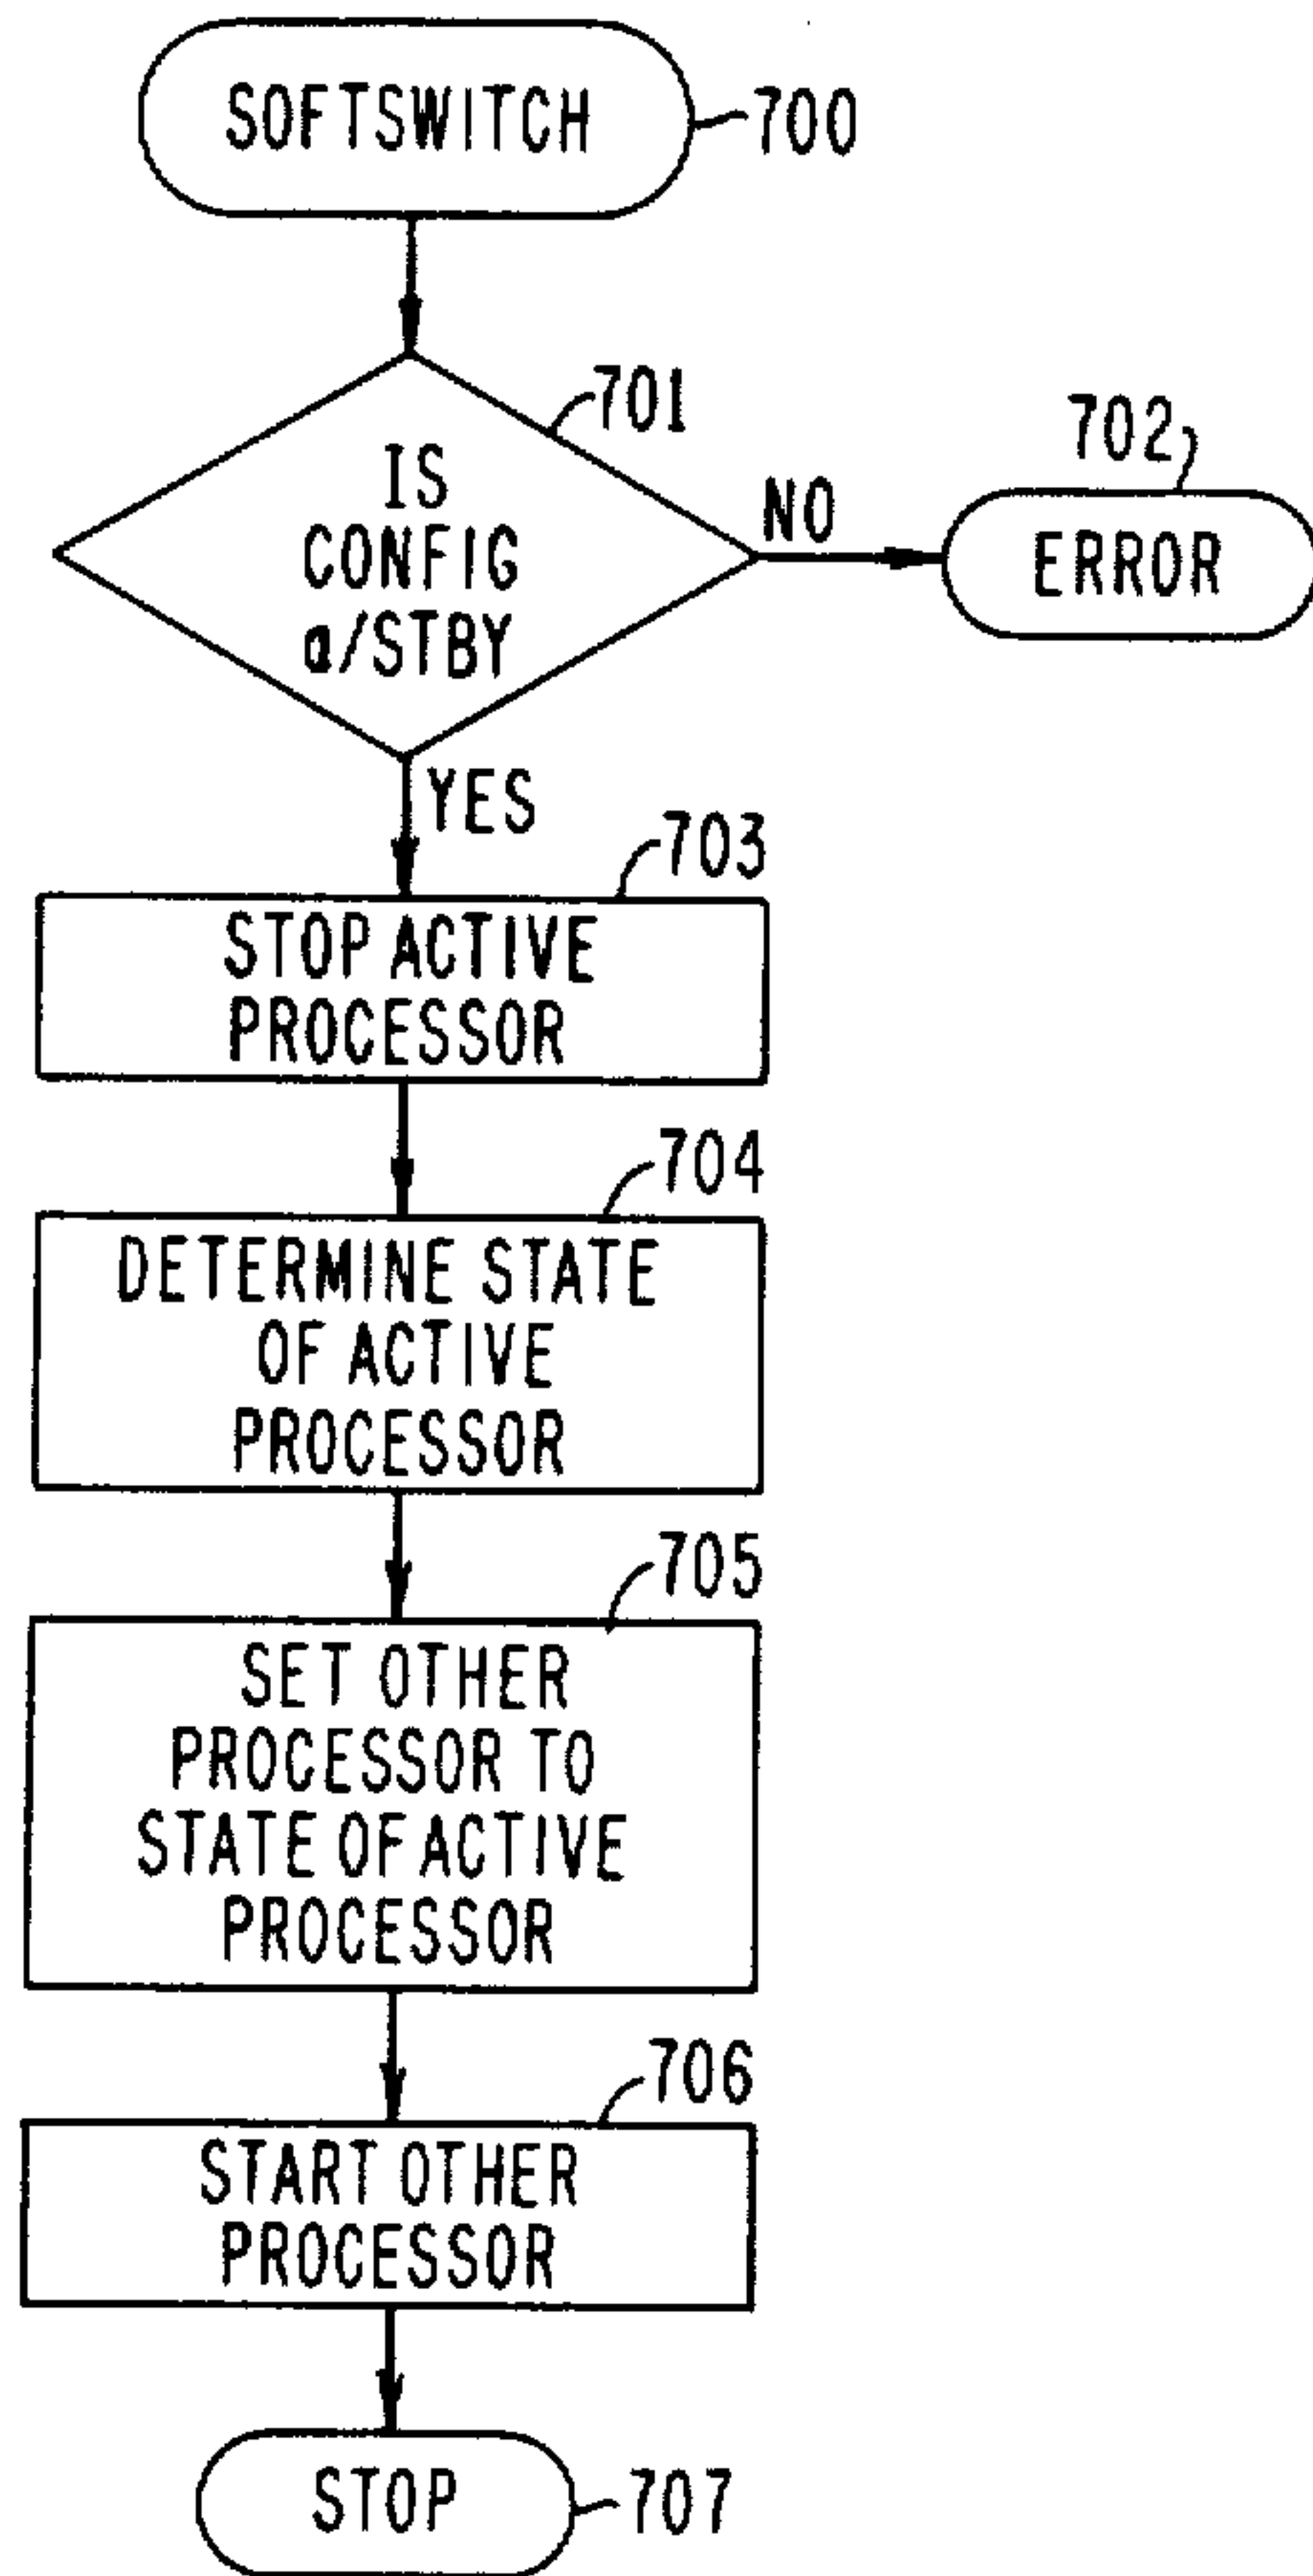 SOFTSWITCH
700
701
IS
CONFIG
a/STBY
NO
702
ERROR
YES
703
STOP ACTIVE
PROCESSOR
704
DETERMINE STATE
OF ACTIVE
PROCESSOR
705
SET OTHER
PROCESSOR TO
STATE OF ACTIVE
PROCESSOR
706
START OTHER
PROCESSOR
STOP
707